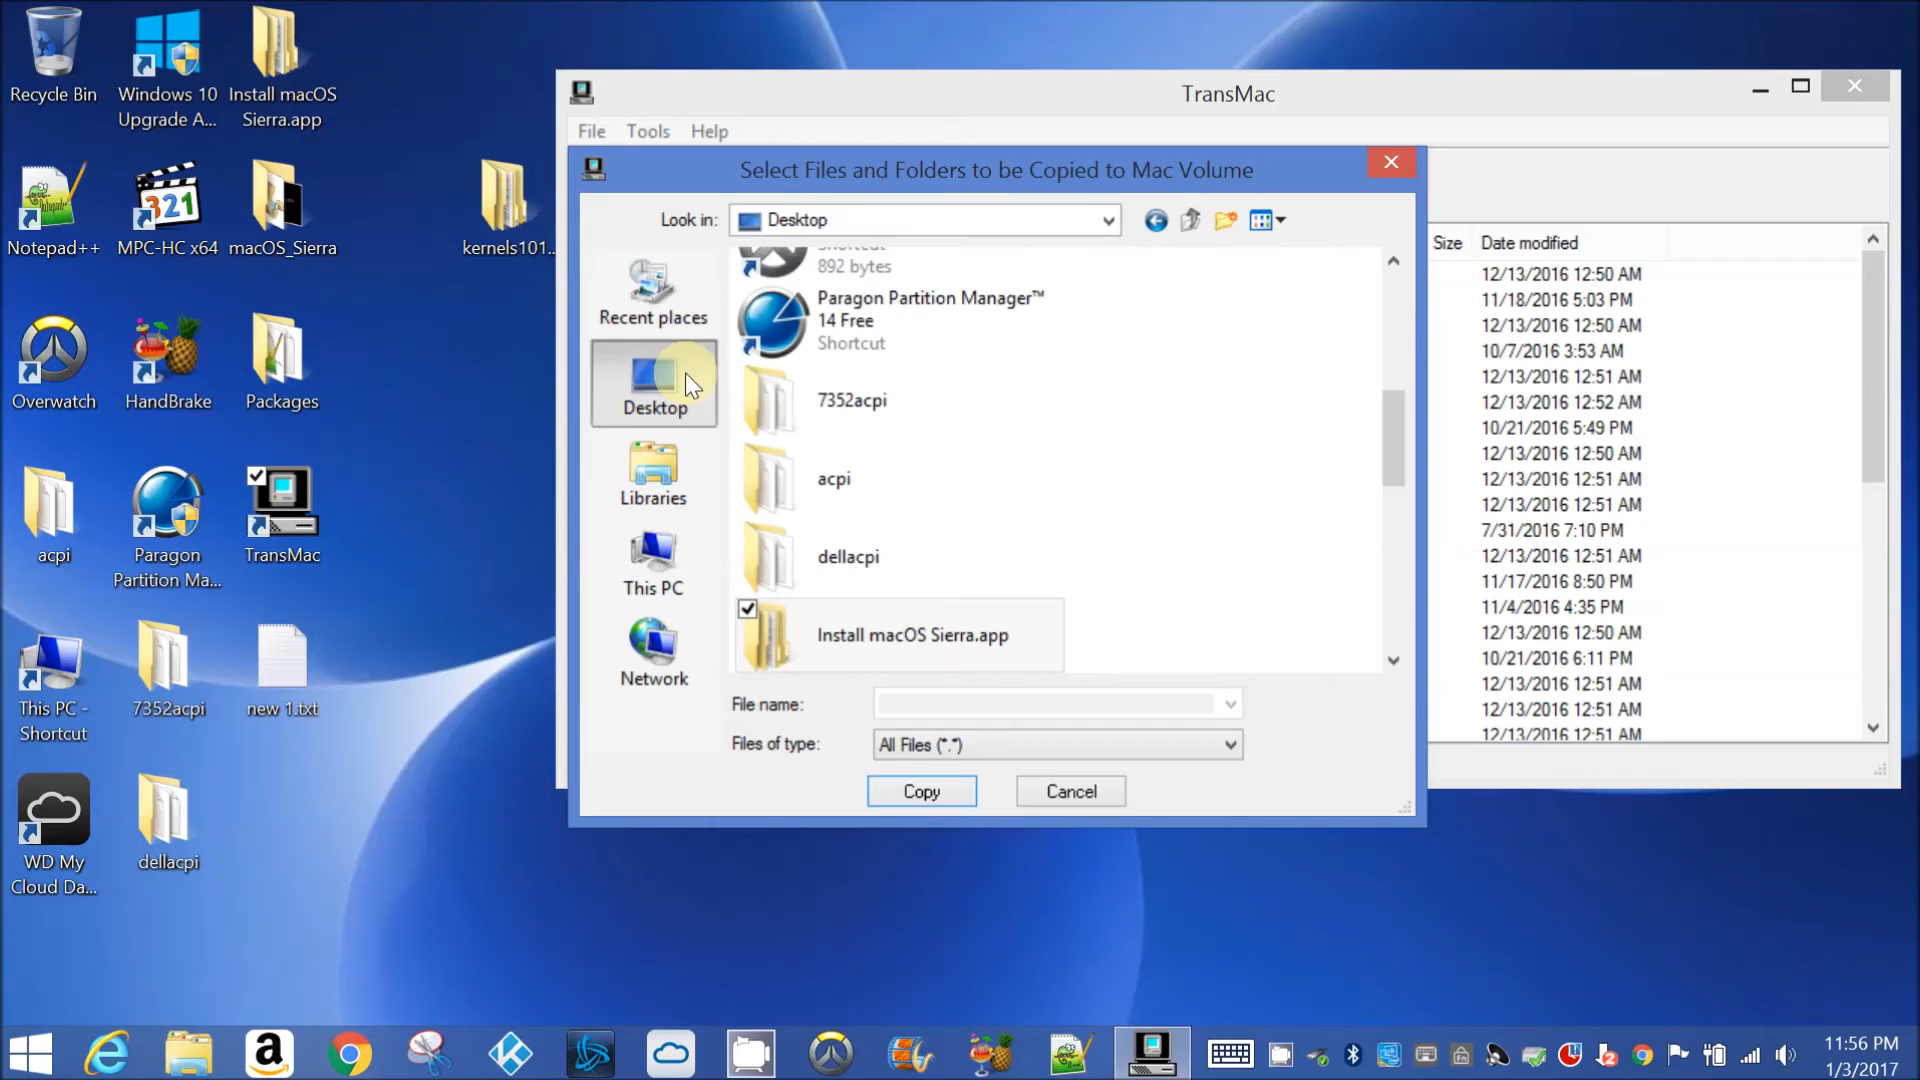 Recycle Bin
Windows 10
Upgrade A...
Install macOS
Sierra.app
Notepad++
MPC-HC x64
321
macOS_Sierra
kernels101...
Overwatch
HandBrake
Packages
acpi
Paragon
Partition Ma...
TransMac
This PC -
Shortcut
7352acpi
new 1.txt
WD My
Cloud Da...
dellacpi
TransMac
File Tools Help
Select Files and Folders to be Copied to Mac Volume
Look in: Desktop
Recent places
Desktop
Libraries
This PC
Network
Shortcut
892 bytes
Paragon Partition Manager™
14 Free
Shortcut
7352acpi
acpi
dellacpi
Install macOS Sierra.app
File name:
Files of type: All Files (*.*)
Copy Cancel
Size Date modified
12/13/2016 12:50 AM
11/18/2016 5:03 PM
12/13/2016 12:50 AM
10/7/2016 3:53 AM
12/13/2016 12:51 AM
12/13/2016 12:52 AM
10/21/2016 5:49 PM
12/13/2016 12:50 AM
12/13/2016 12:51 AM
12/13/2016 12:51 AM
7/31/2016 7:10 PM
12/13/2016 12:51 AM
11/17/2016 8:50 PM
11/4/2016 4:35 PM
12/13/2016 12:50 AM
10/21/2016 6:11 PM
12/13/2016 12:51 AM
12/13/2016 12:51 AM
12/13/2016 12:51 AM
11:56 PM
1/3/2017